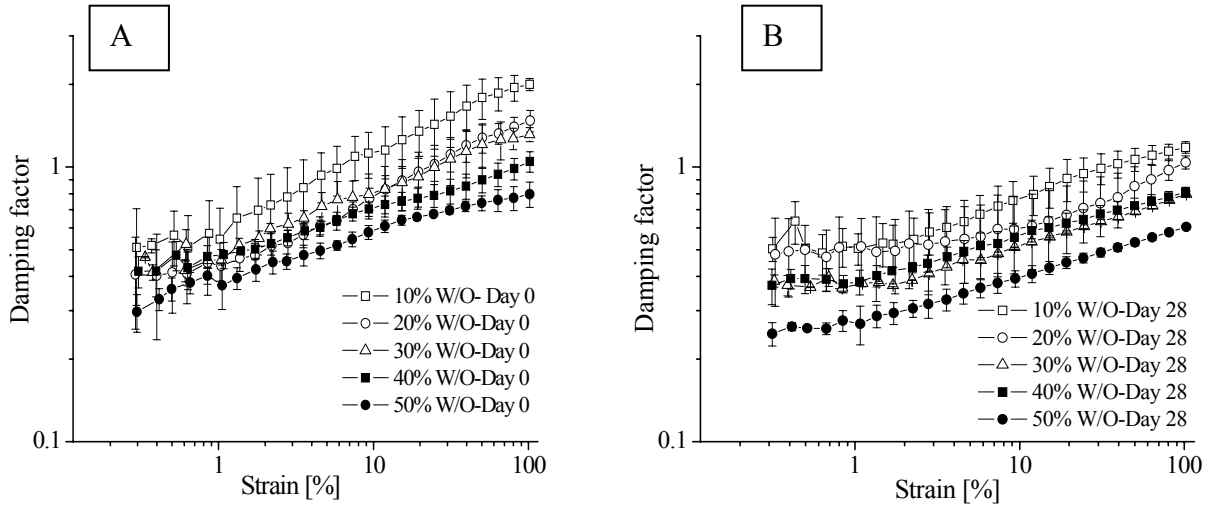 A
Damping factor
1
0.1
10% W/O- Day 0
20% W/O-Day 0
30% W/O-Day 0
40% W/O-Day 0
50% W/O-Day 0
1
10
100
Strain [%]
B
Damping factor
1
0.1
10% W/O-Day 28
20% W/O-Day 28
30% W/O-Day 28
40% W/O-Day 28
50% W/O-Day 28
1
10
100
Strain [%]